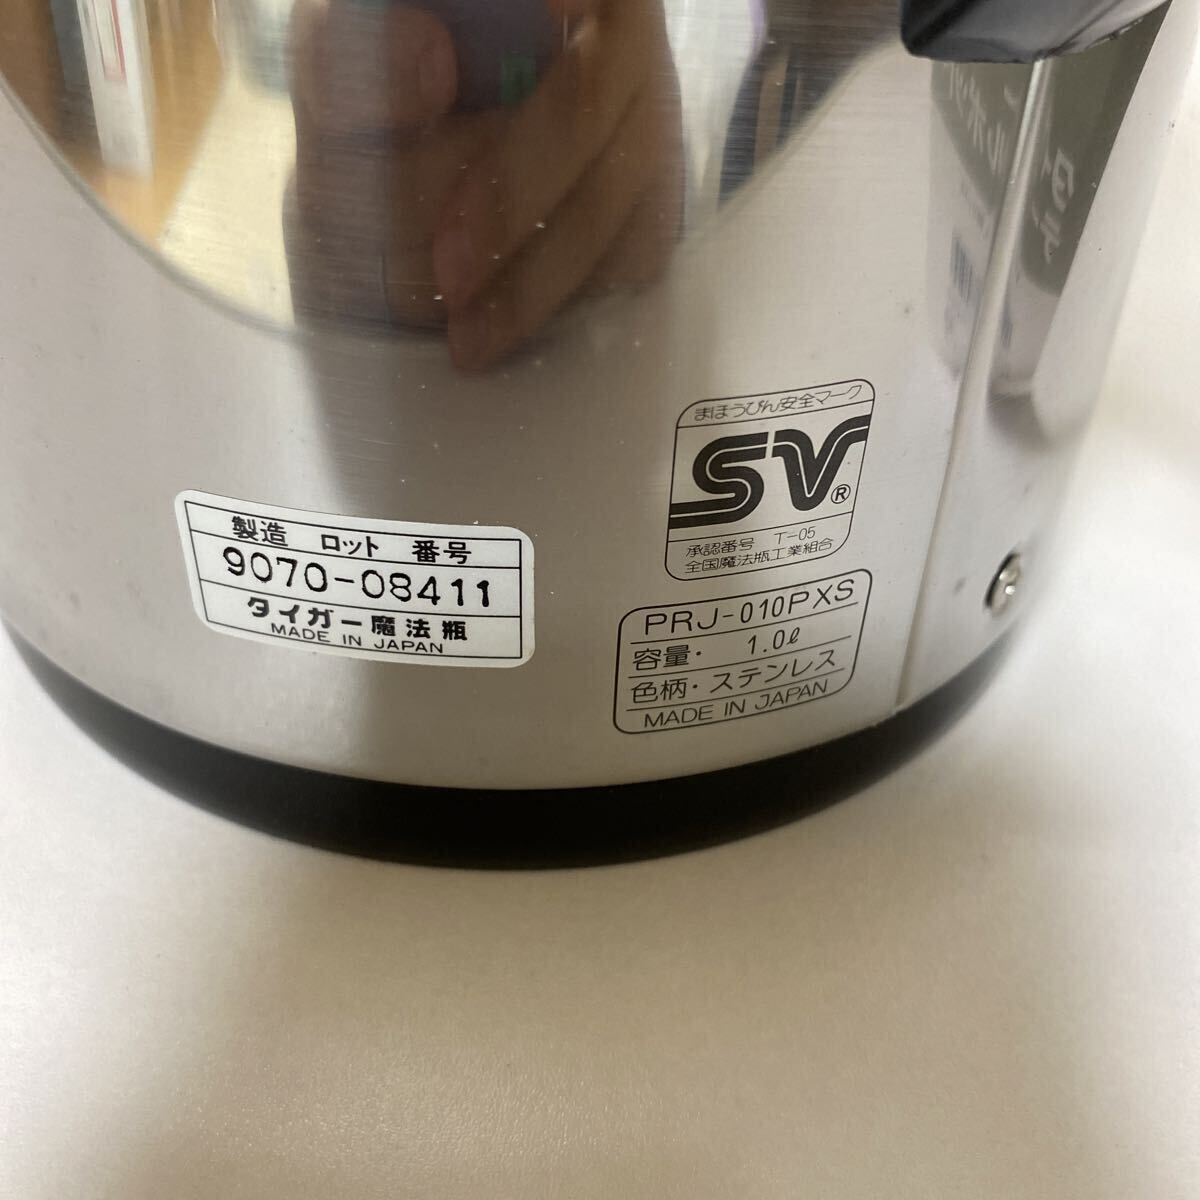 製造 ロット 番号
9070-08411
タイガー魔法瓶
MADE IN JAPAN
まほうびん安全マーク
SV®
承認番号 T-05
全国魔法瓶工業組合
PRJ-010PXS
容量・ 1.0ℓ
色柄・ステンレス
MADE IN JAPAN